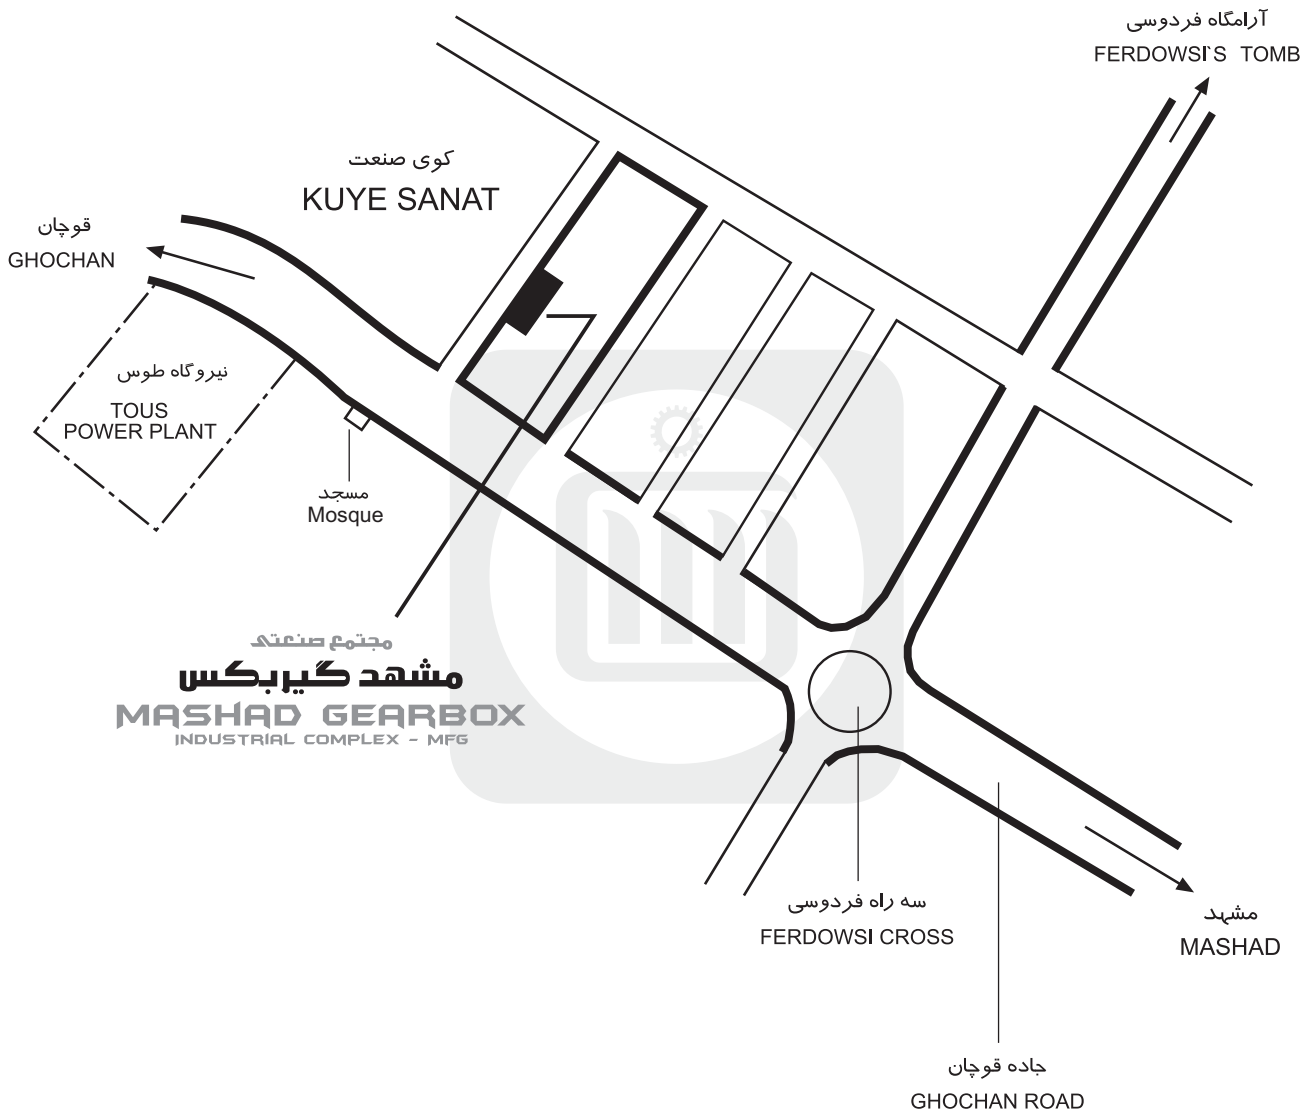 آرامگاه فردوسی
FERDOWSI`S TOMB
کوی صنعت
KUYE SANAT
قوچان
GHOCHAN
نیروگاه طوس
TOUS
POWER PLANT
مسجد
Mosque
مجتمع صنعتی
مشهد گیربکس
MASHAD GEARBOX
INDUSTRIAL COMPLEX - MFG
سه راه فردوسی
FERDOWSI CROSS
مشهد
MASHAD
جاده قوچان
GHOCHAN ROAD